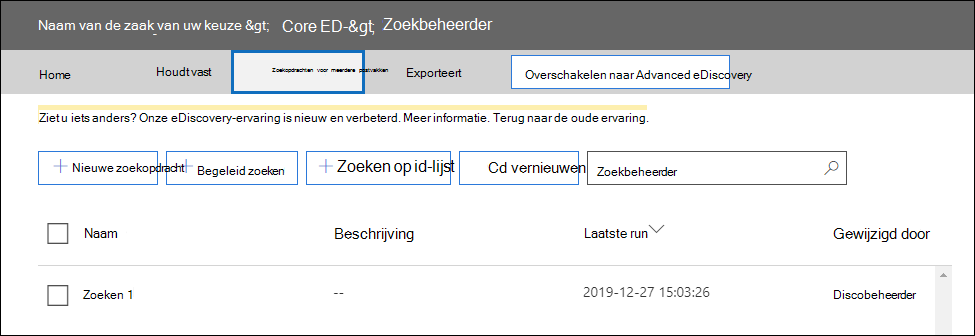 Naam van de zaak van uw keuze &gt; Core ED-&gt; Zoekbeheerder
Home Houdt vast Zoekopdrachten voor meerdere postvakken Exporteert Overschakelen naar Advanced eDiscovery
Ziet u iets anders? Onze eDiscovery-ervaring is nieuw en verbeterd. Meer informatie. Terug naar de oude ervaring.
+ Nieuwe zoekopdracht + Begeleid zoeken + Zoeken op id-lijst Cd vernieuwen Zoekbeheerder
Naam Beschrijving Laatste run Gewijzigd door
Zoeken 1 -- 2019-12-27 15:03:26 Discobeheerder